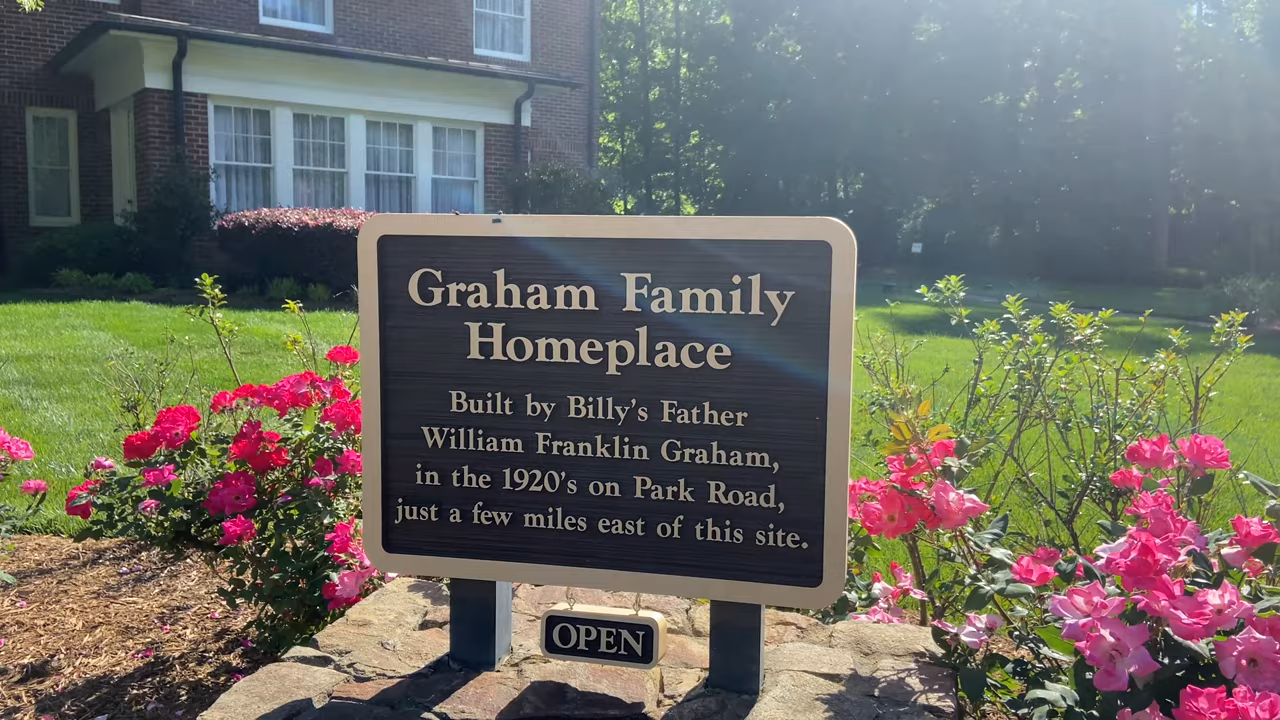 Graham Family
Homeplace
Built by Billy's Father
William Franklin Graham,
in the 1920's on Park Road,
just a few miles east of this site.
OPEN